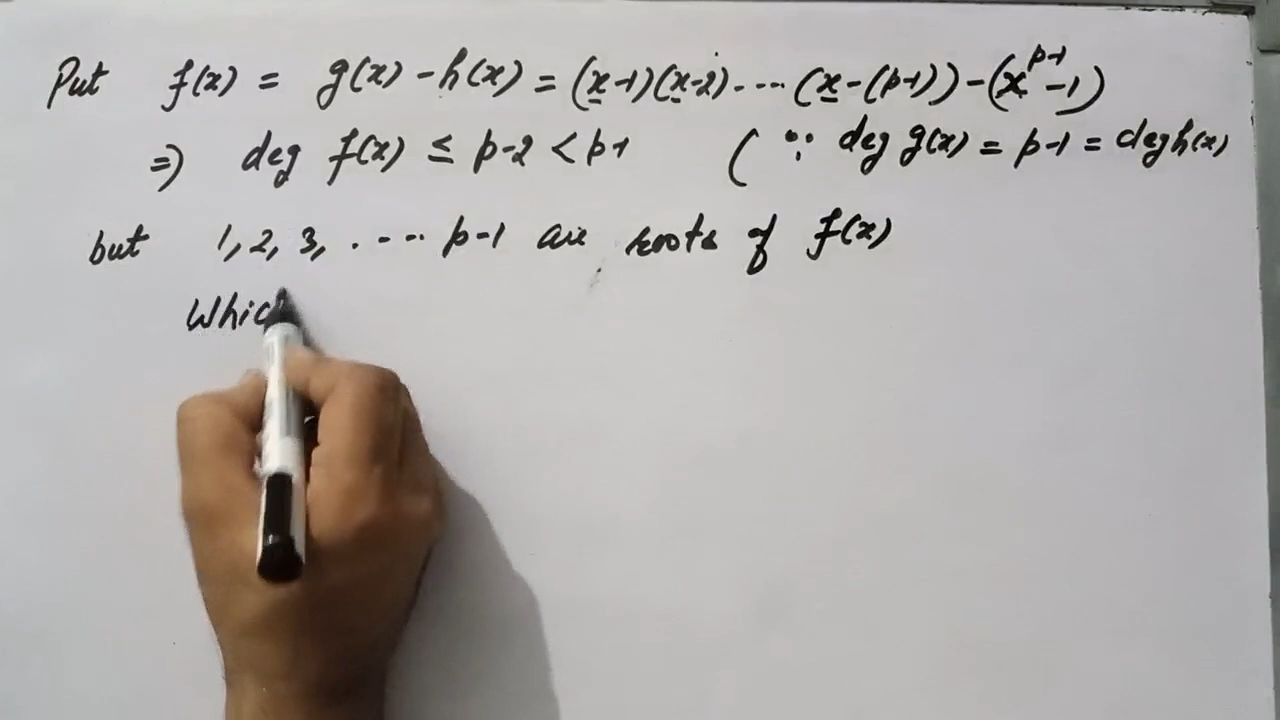 Put f(x) = g(x) - h(x) = (x-1)(x-2) ---- (x-(p-1)) - (x^{p-1} -1)
⇒ deg f(x) ≤ p-2 < p-1 ( ∵ deg g(x) = p-1 = deg h(x)
but 1, 2, 3, . --- p-1 are roots of f(x)
Whic